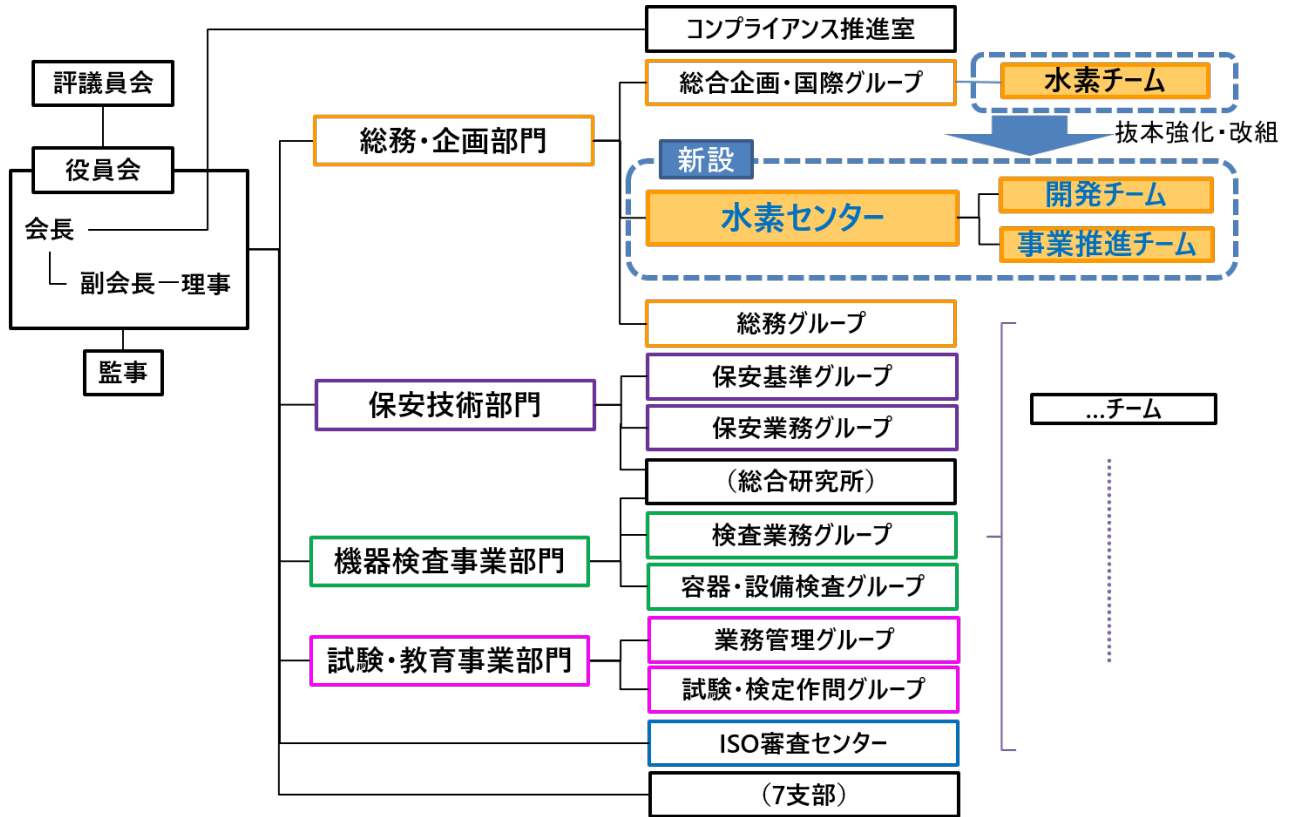 コンプライアンス推進室
評議員会
総合企画・国際グループ
水素チーム
総務・企画部門
抜本強化・改組
役員会
新設
会長
水素センター
開発チーム
事業推進チーム
副会長－理事
総務グループ
監事
保安技術部門
保安基準グループ
保安業務グループ
…チーム
（総合研究所）
機器検査事業部門
検査業務グループ
容器・設備検査グループ
試験・教育事業部門
業務管理グループ
試験・検定作問グループ
ISO審査センター
（7支部）